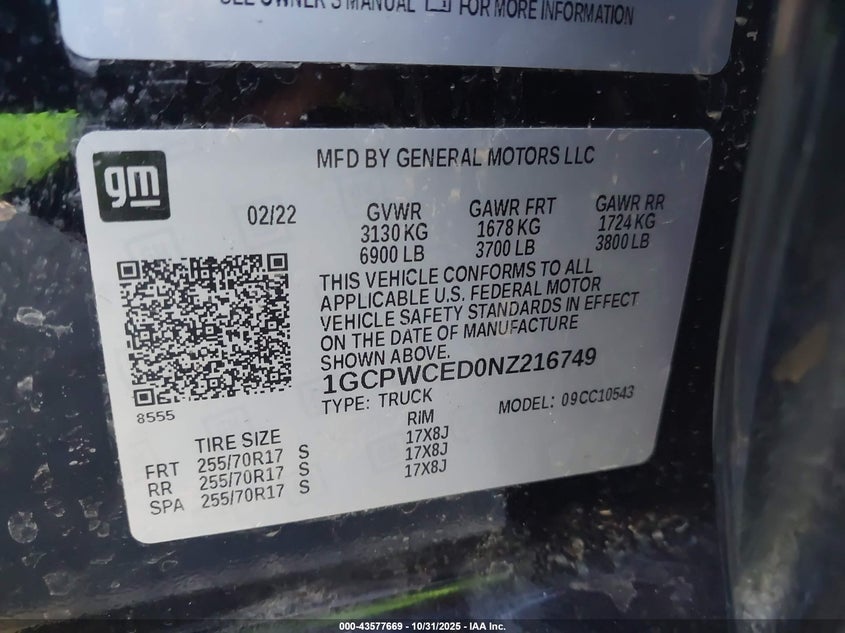 SEE OWNER'S MANUAL FOR MORE INFORMATION
gm
MFD BY GENERAL MOTORS LLC
02/22
GVWR
3130 KG
6900 LB
GAWR FRT
1678 KG
3700 LB
GAWR RR
1724 KG
3800 LB
THIS VEHICLE CONFORMS TO ALL
APPLICABLE U.S. FEDERAL MOTOR
VEHICLE SAFETY STANDARDS IN EFFECT
ON THE DATE OF MANUFACTURE
SHOWN ABOVE.
1GCPWCED0NZ216749
8555
TYPE: TRUCK
MODEL: 09CC10543
TIRE SIZE RIM
FRT 255/70R17 S 17X8J
RR 255/70R17 S 17X8J
SPA 255/70R17 S 17X8J
000-43577669 - 10/31/2025 - IAA Inc.